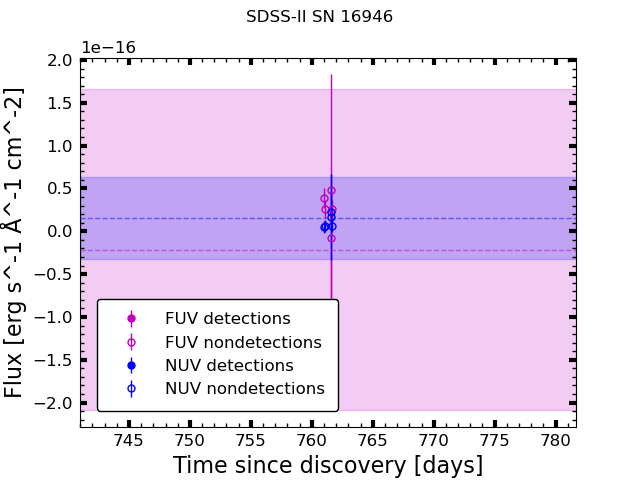 SDSS-II SN 16946
1e−16
2.0
1.5
1.0
0.5
0.0
−0.5
−1.0
−1.5
−2.0
Flux [erg s^-1 Å^-1 cm^-2]
FUV detections
FUV nondetections
NUV detections
NUV nondetections
745 750 755 760 765 770 775 780
Time since discovery [days]